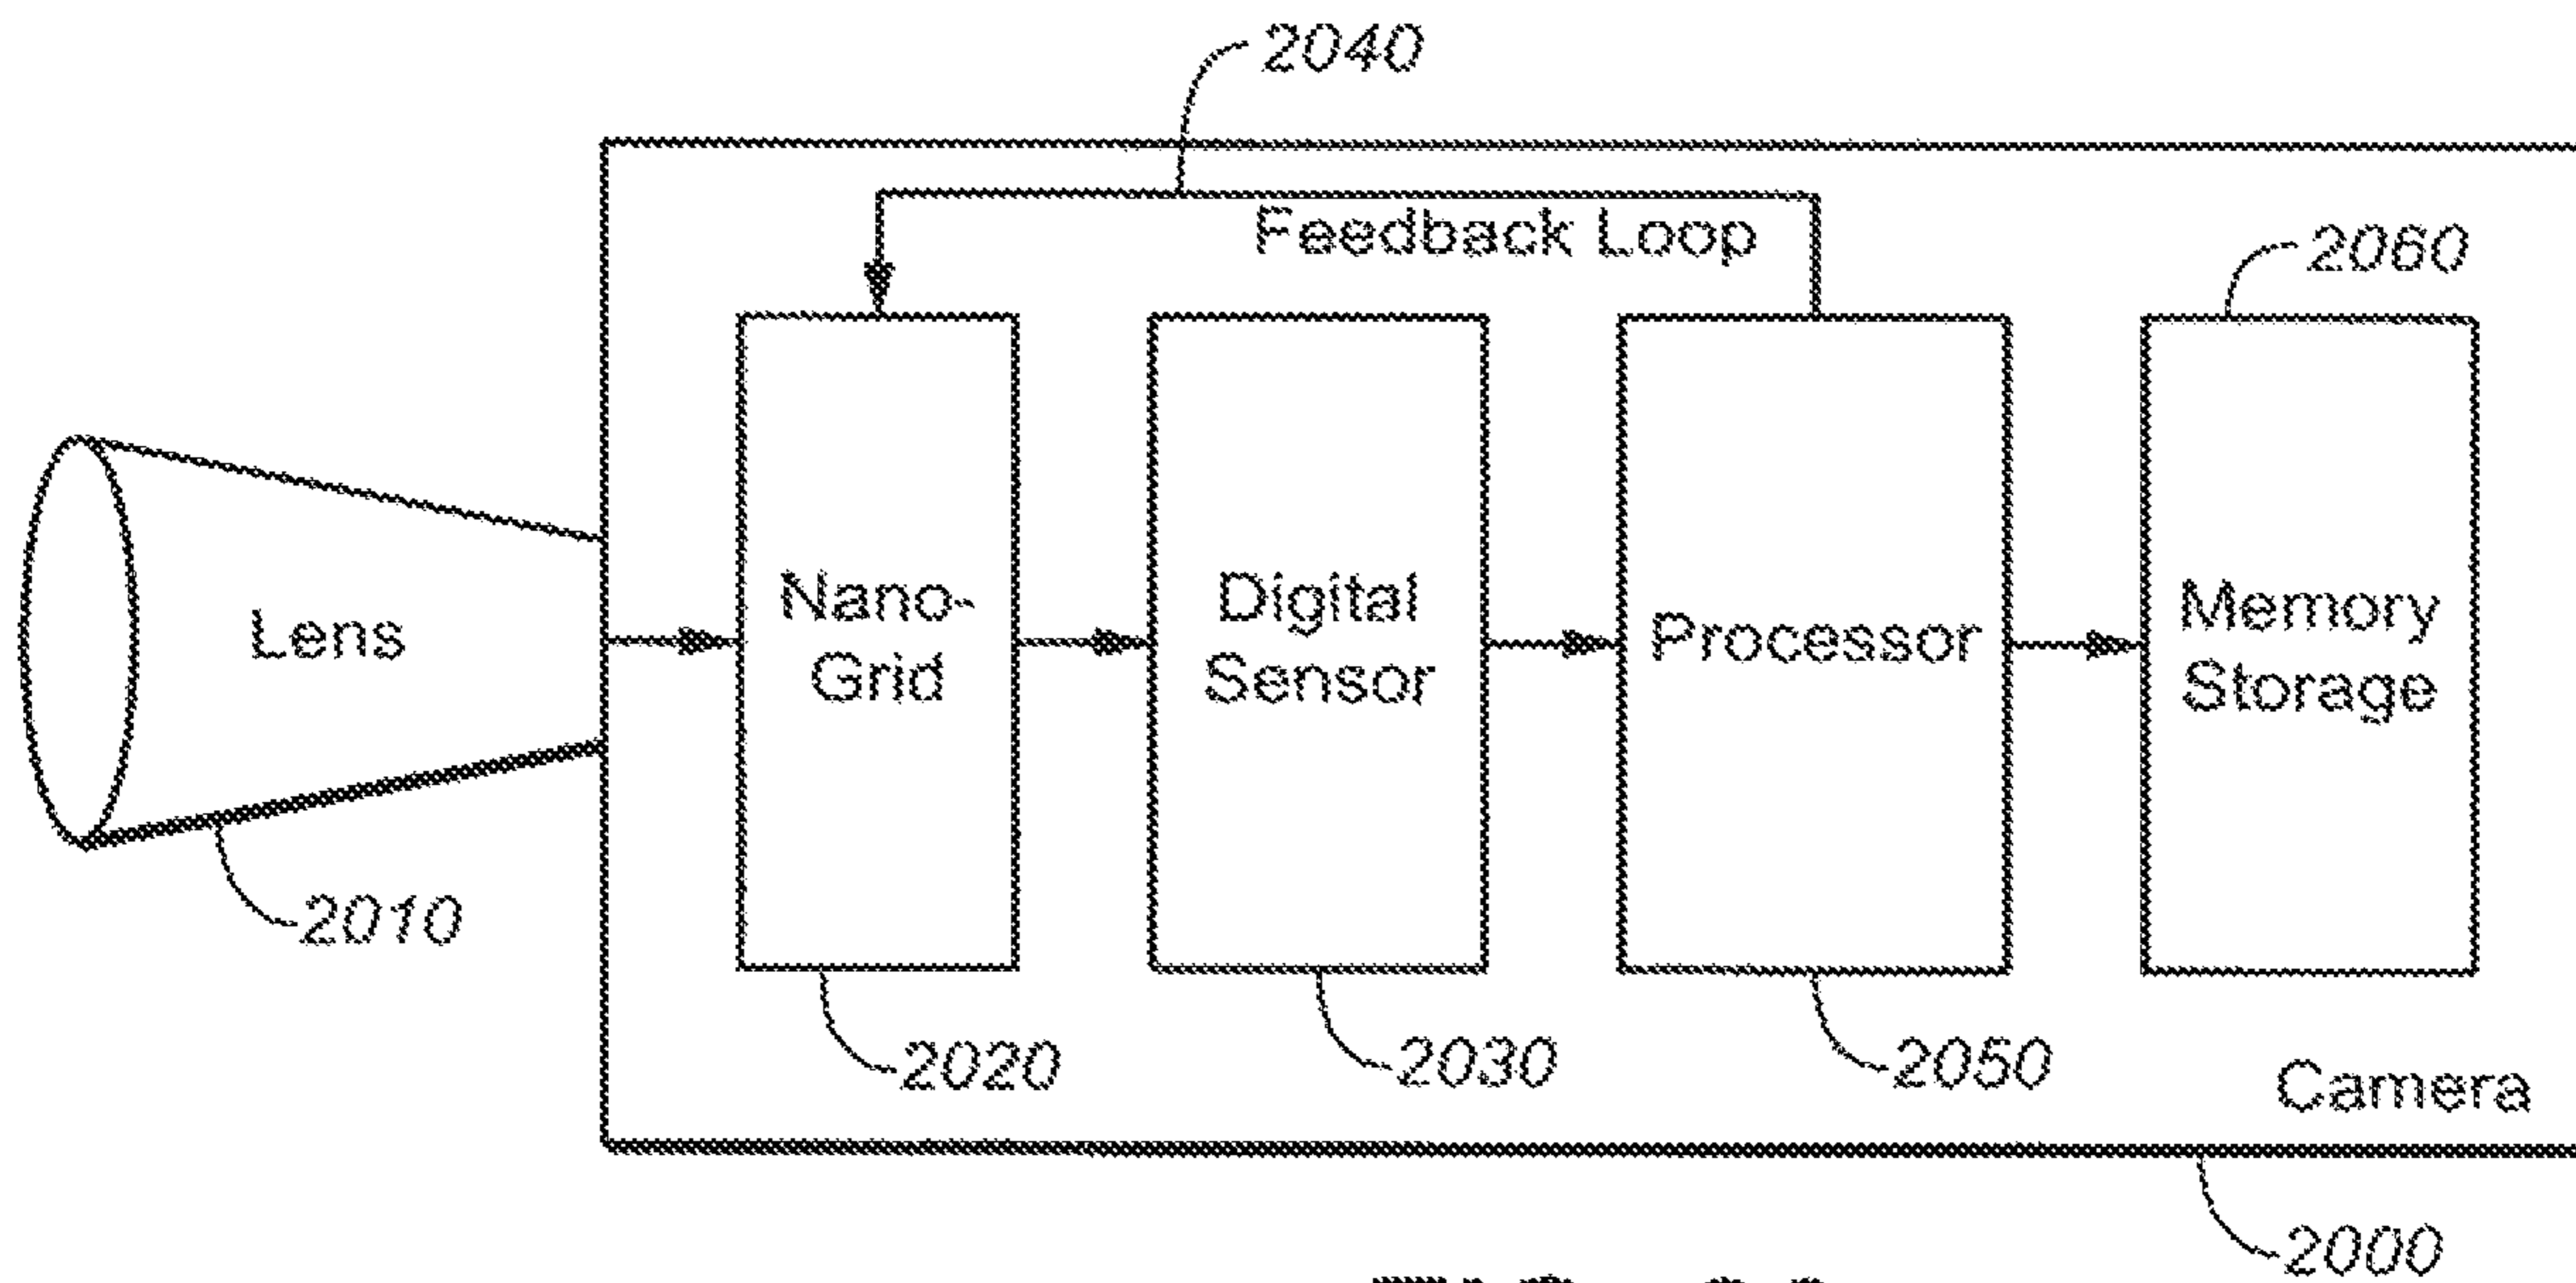 2040
Feedback Loop
2060
Lens
Nano-
Grid
Digital
Sensor
Processor
Memory
Storage
2010
2020
2030
2050
Camera
2000